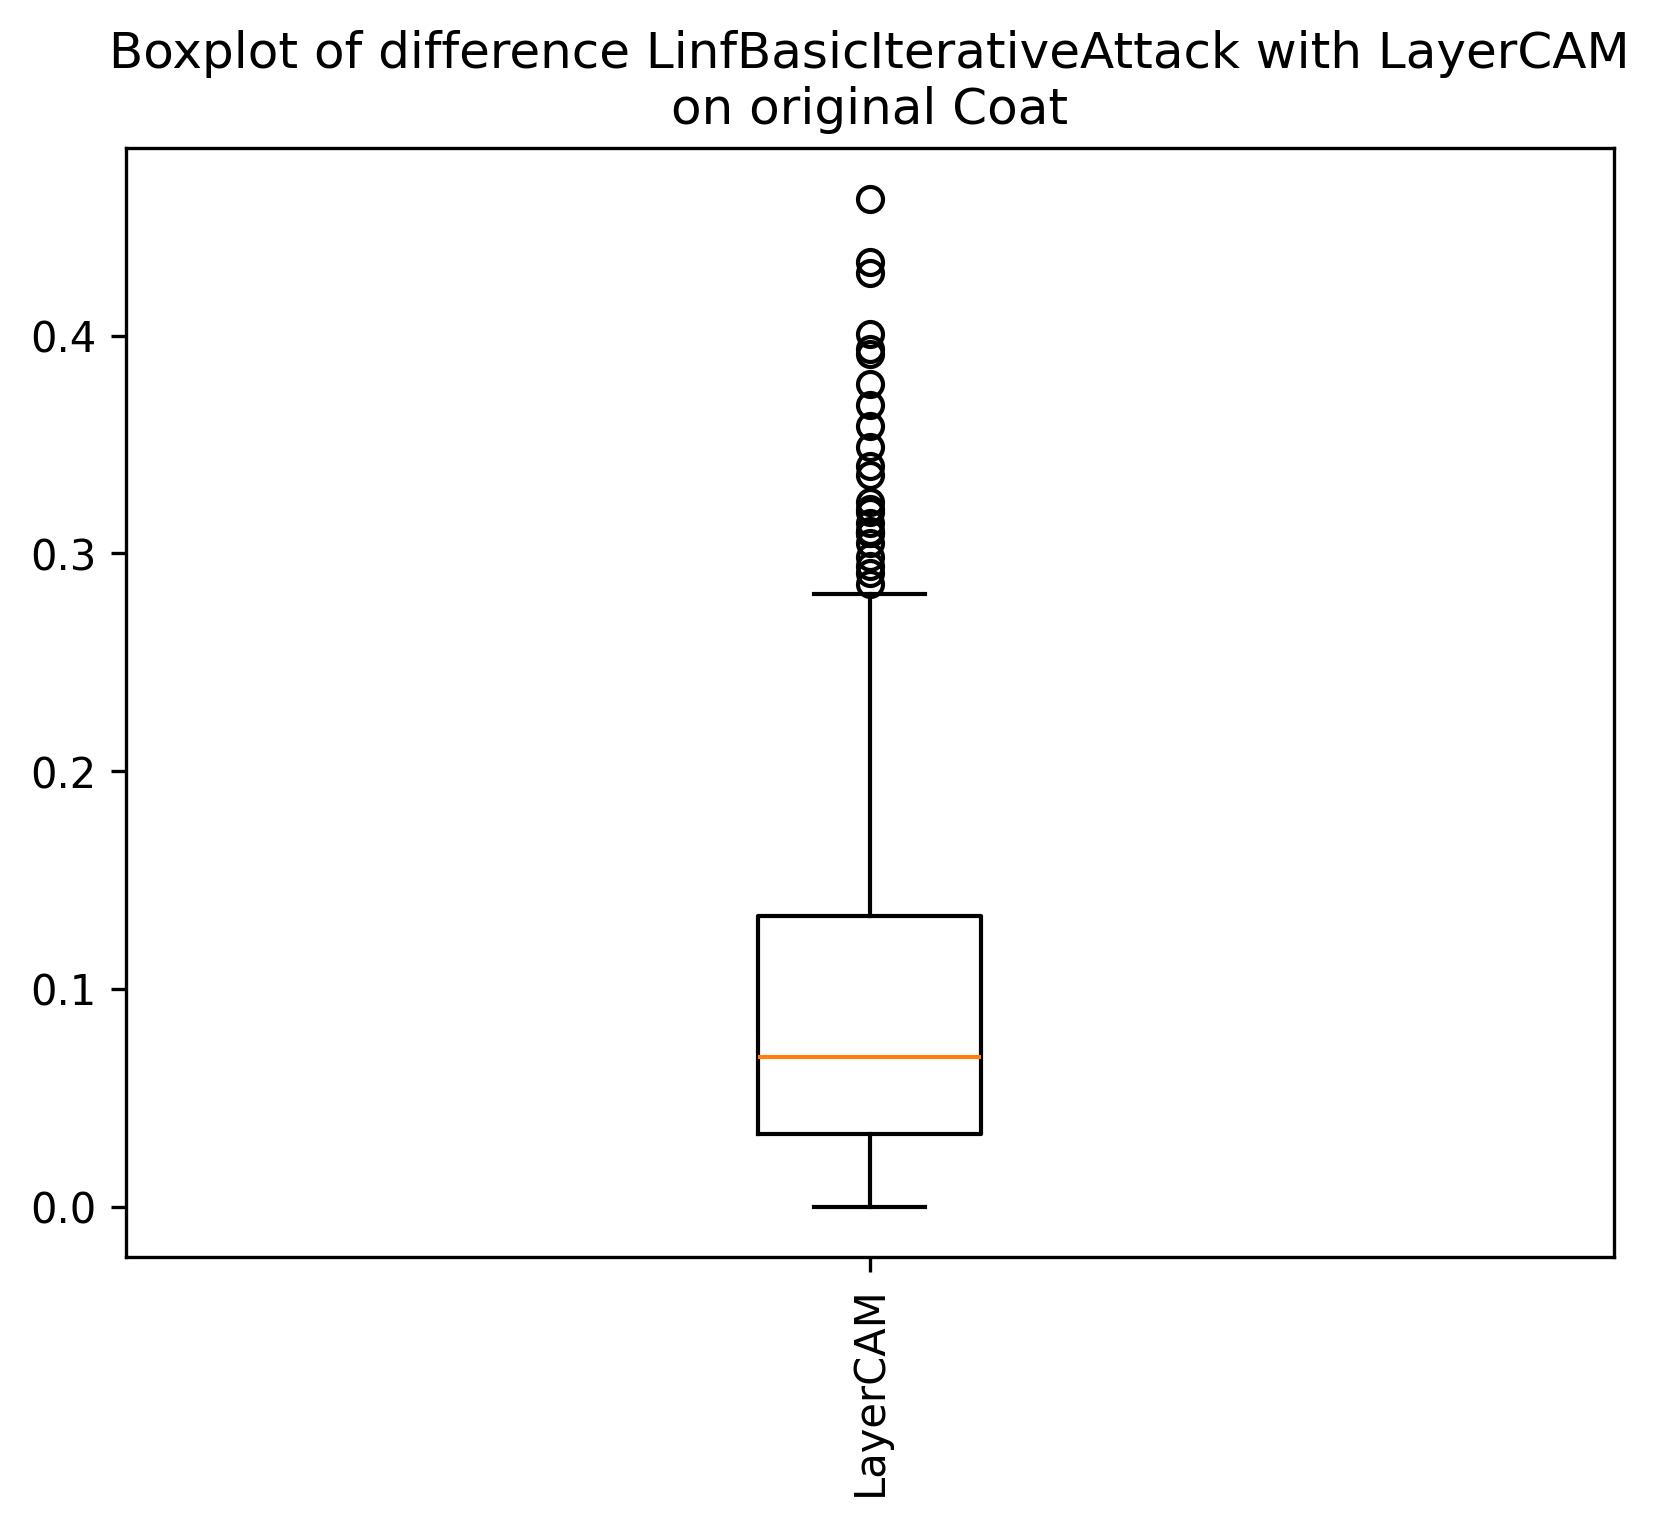 Boxplot of difference LinfBasicIterativeAttack with LayerCAM
on original Coat
0.4
0.3
0.2
0.1
0.0
LayerCAM